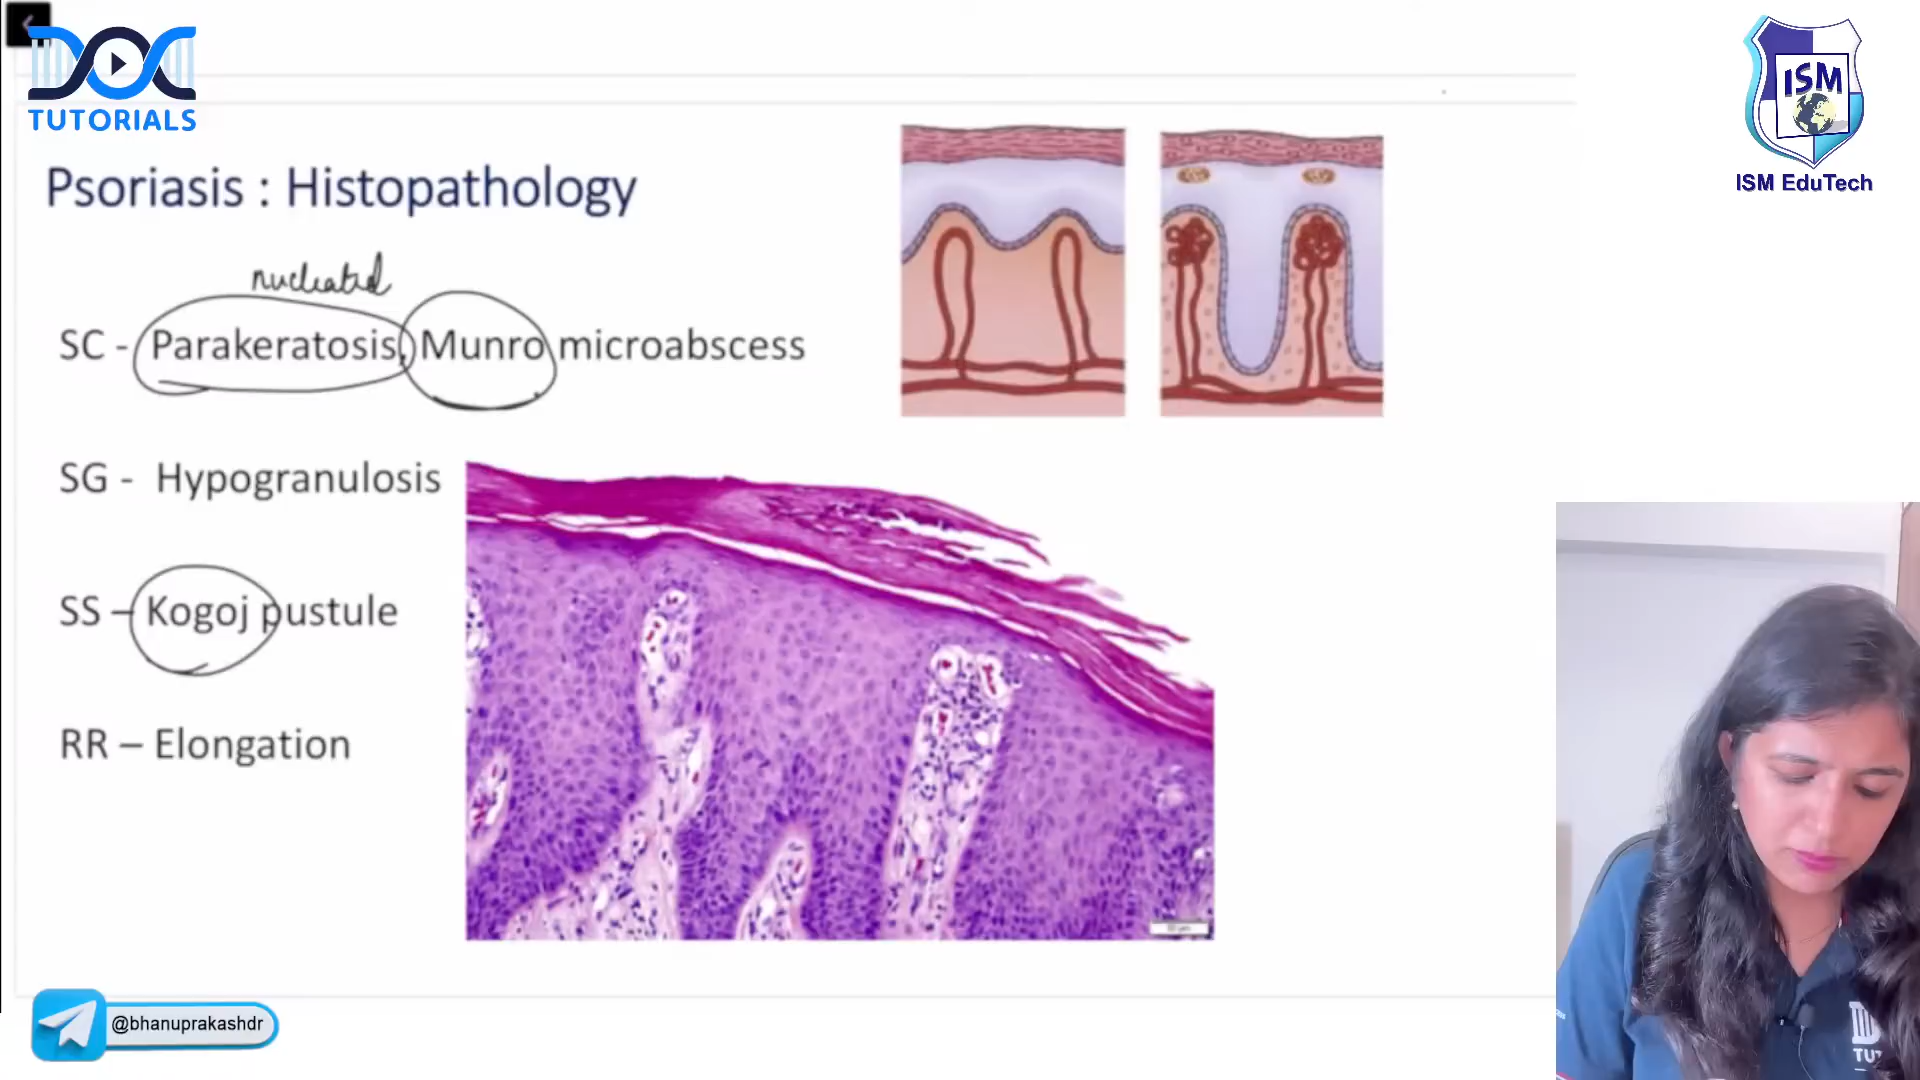 DOC
TUTORIALS
ISM
ISM EduTech
Psoriasis : Histopathology
nucleated
SC - Parakeratosis, Munro microabscess
SG - Hypogranulosis
SS – Kogoj pustule
RR – Elongation
@bhanuprakashdr